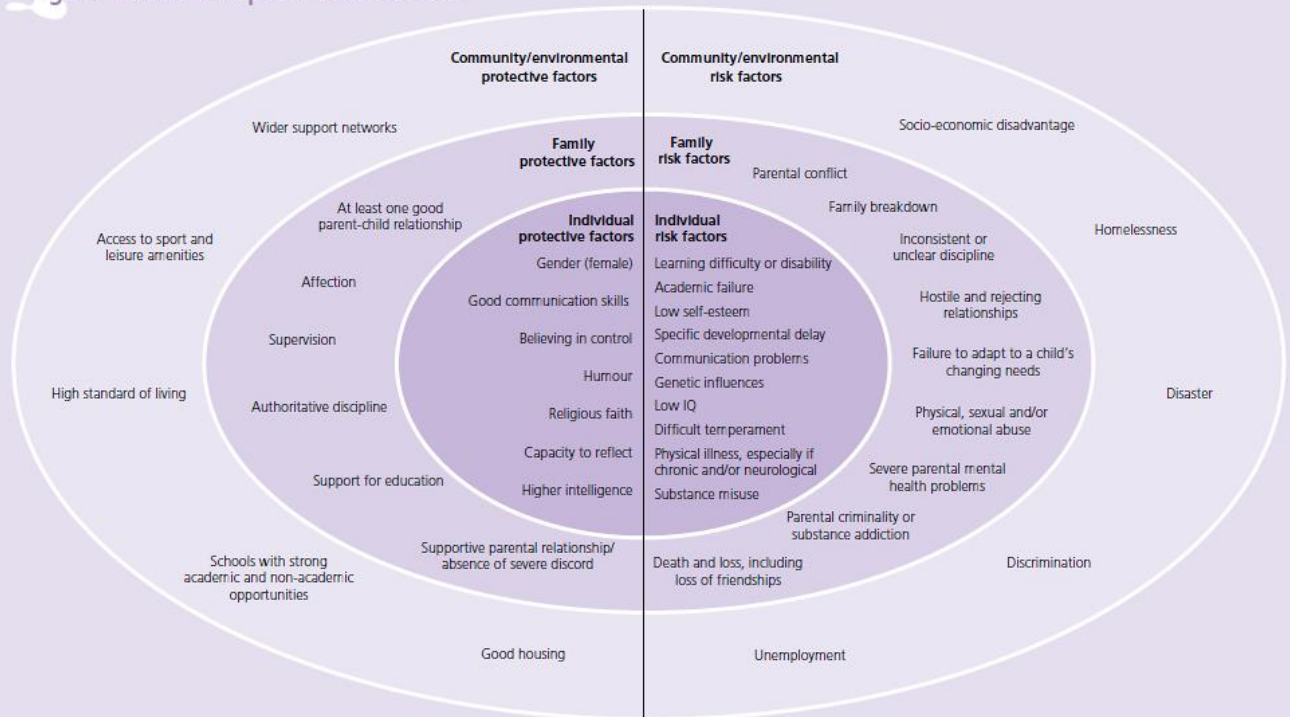 Community/environmental
protective factors
Wider support networks
Access to sport and
leisure amenities
High standard of living
Schools with strong
academic and non-academic
opportunities
Good housing
Family
protective factors
At least one good
parent-child relationship
Affection
Supervision
Authoritative discipline
Support for education
Supportive parental relationship/
absence of severe discord
Individual
protective factors
Gender (female)
Good communication skills
Believing in control
Humour
Religious faith
Capacity to reflect
Higher intelligence
Individual
risk factors
Learning difficulty or disability
Academic failure
Low self-esteem
Specific developmental delay
Communication problems
Genetic influences
Low IQ
Difficult temperament
Physical illness, especially if
chronic and/or neurological
Substance misuse
Family
risk factors
Parental conflict
Family breakdown
Inconsistent or
unclear discipline
Hostile and rejecting
relationships
Failure to adapt to a child's
changing needs
Physical, sexual and/or
emotional abuse
Severe parental mental
health problems
Parental criminality or
substance addiction
Death and loss, including
loss of friendships
Community/environmental
risk factors
Socio-economic disadvantage
Homelessness
Disaster
Discrimination
Unemployment